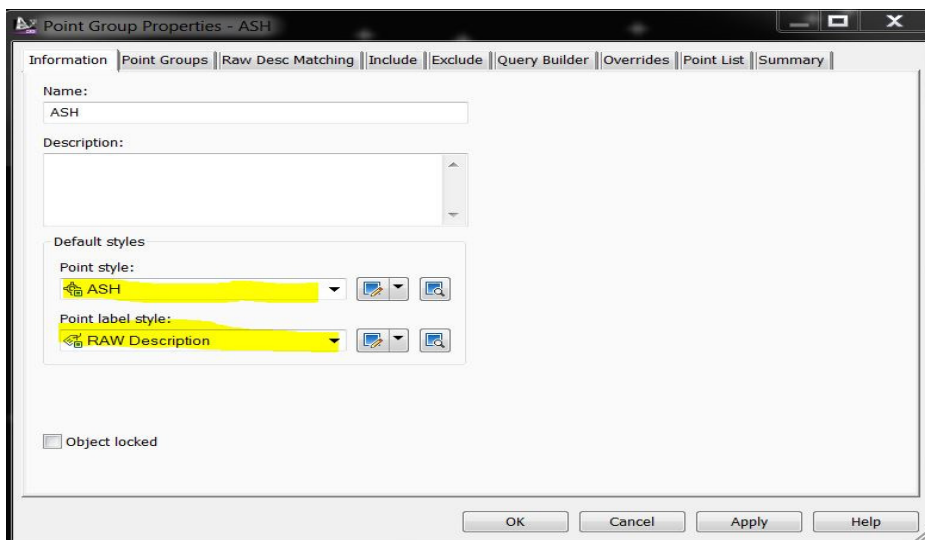 Point Group Properties - ASH
Information Point Groups Raw Desc Matching Include Exclude Query Builder Overrides Point List Summary
Name:
ASH
Description:
Default styles
Point style:
ASH
Point label style:
RAW Description
Object locked
OK Cancel Apply Help